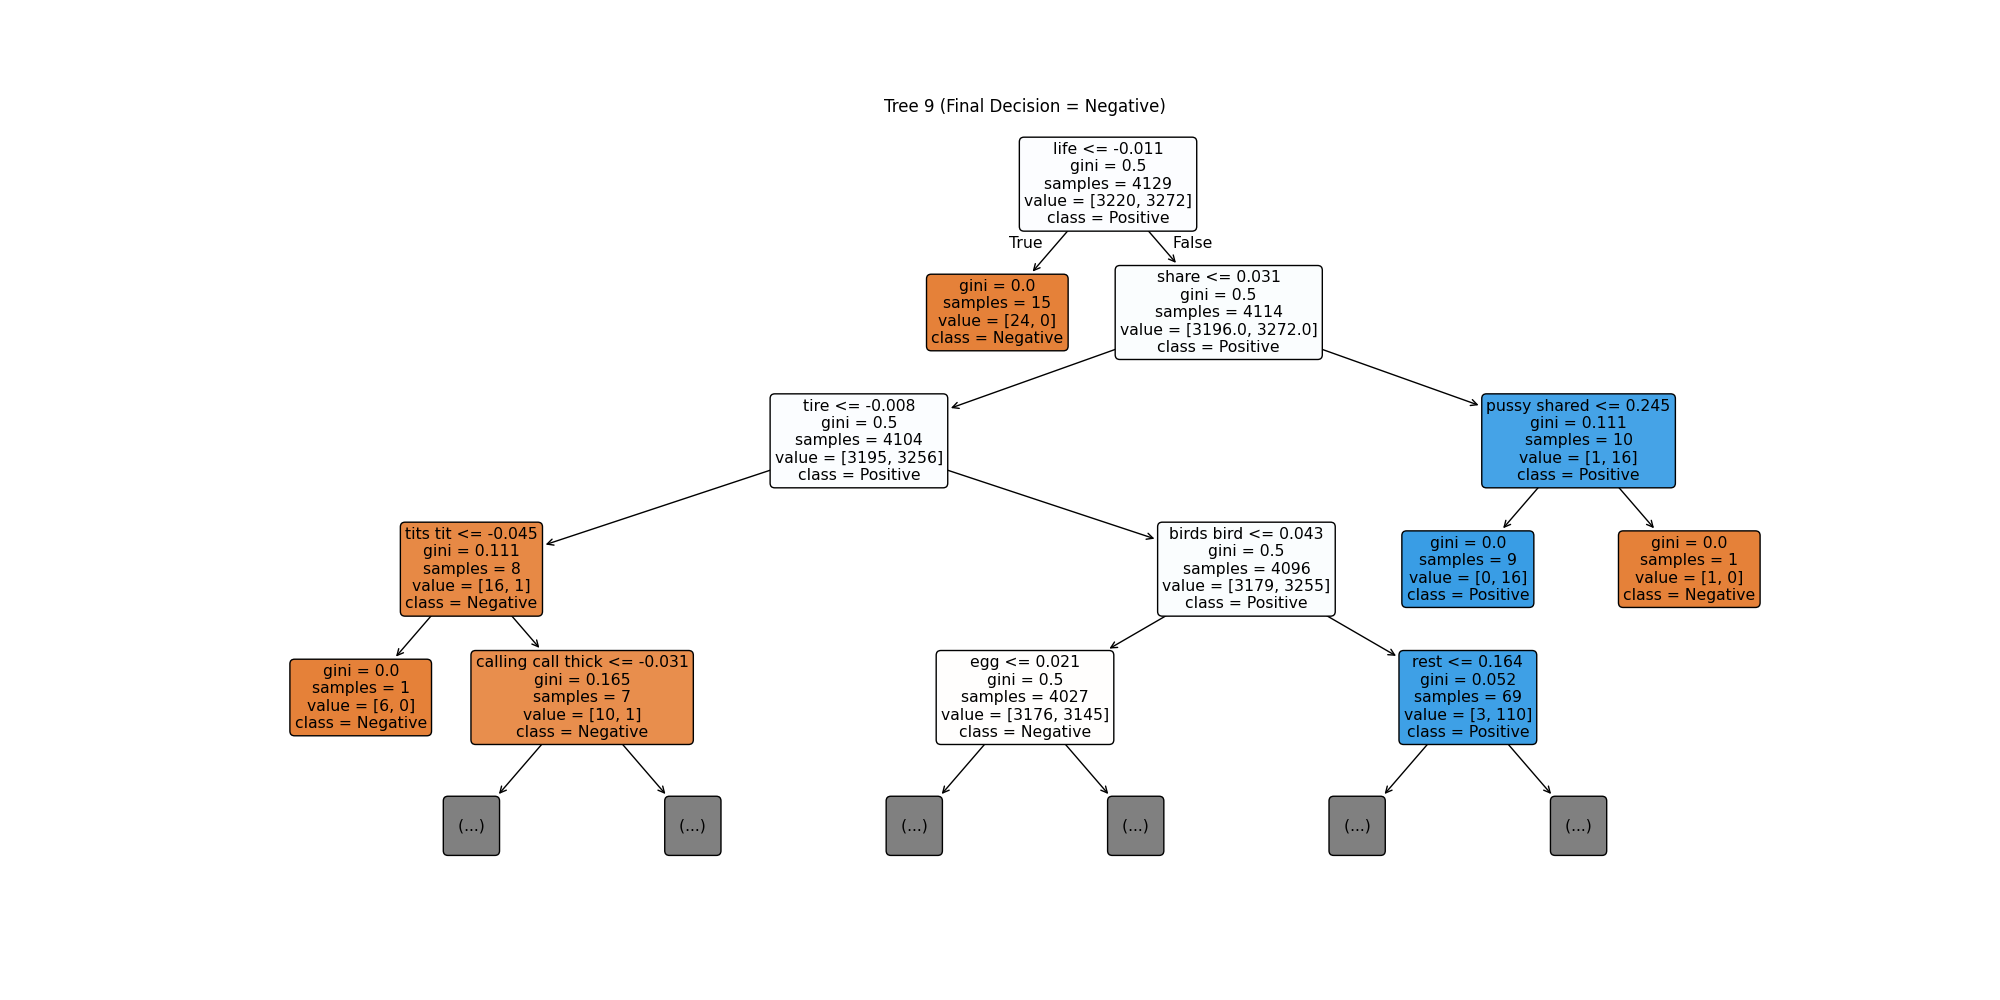 Tree 9 (Final Decision = Negative)
life <= -0.011
gini = 0.5
samples = 4129
value = [3220, 3272]
class = Positive
True
False
gini = 0.0
samples = 15
value = [24, 0]
class = Negative
share <= 0.031
gini = 0.5
samples = 4114
value = [3196.0, 3272.0]
class = Positive
tire <= -0.008
gini = 0.5
samples = 4104
value = [3195, 3256]
class = Positive
pussy shared <= 0.245
gini = 0.111
samples = 10
value = [1, 16]
class = Positive
tits tit <= -0.045
gini = 0.111
samples = 8
value = [16, 1]
class = Negative
birds bird <= 0.043
gini = 0.5
samples = 4096
value = [3179, 3255]
class = Positive
gini = 0.0
samples = 9
value = [0, 16]
class = Positive
gini = 0.0
samples = 1
value = [1, 0]
class = Negative
gini = 0.0
samples = 1
value = [6, 0]
class = Negative
calling call thick <= -0.031
gini = 0.165
samples = 7
value = [10, 1]
class = Negative
egg <= 0.021
gini = 0.5
samples = 4027
value = [3176, 3145]
class = Negative
rest <= 0.164
gini = 0.052
samples = 69
value = [3, 110]
class = Positive
(...)
(...)
(...)
(...)
(...)
(...)